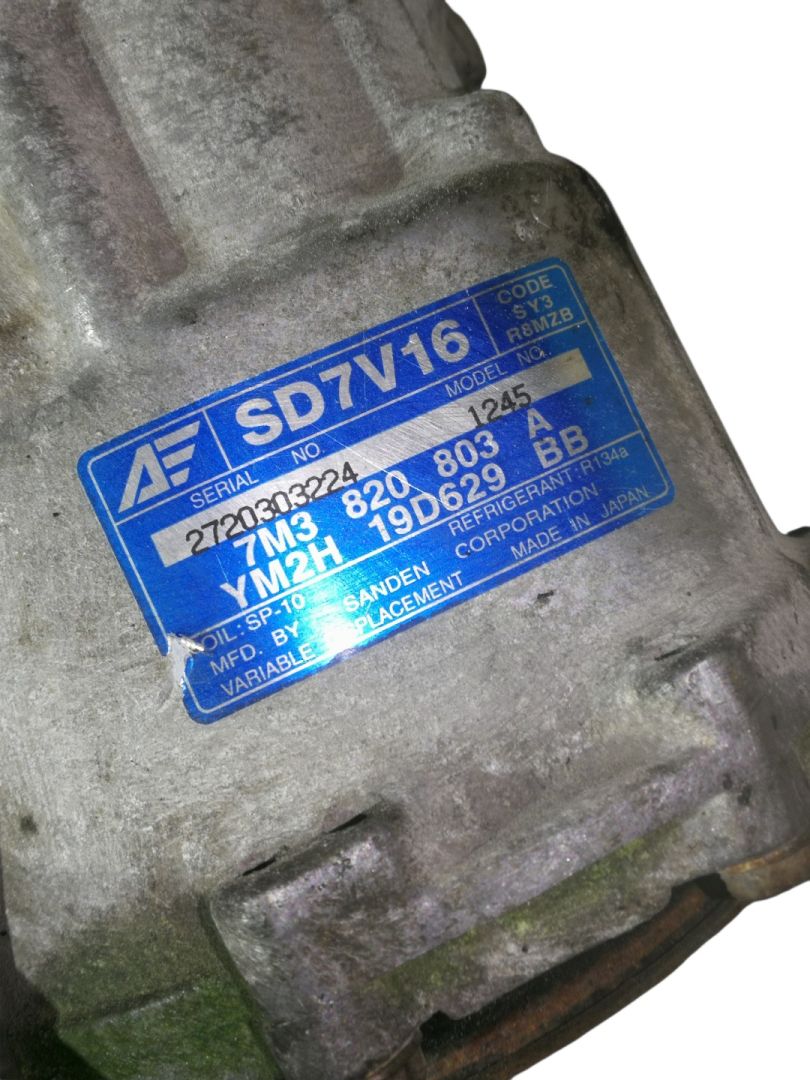 SD7V16
CODE
SY3
R8MZB
SERIAL NO.
MODEL NO.
2720303224
1245
7M3 820 803 A
YM2H 19D629 BB
OIL: SP-10
REFRIGERANT: R134a
MFD. BY SANDEN CORPORATION
VARIABLE DISPLACEMENT
MADE IN JAPAN